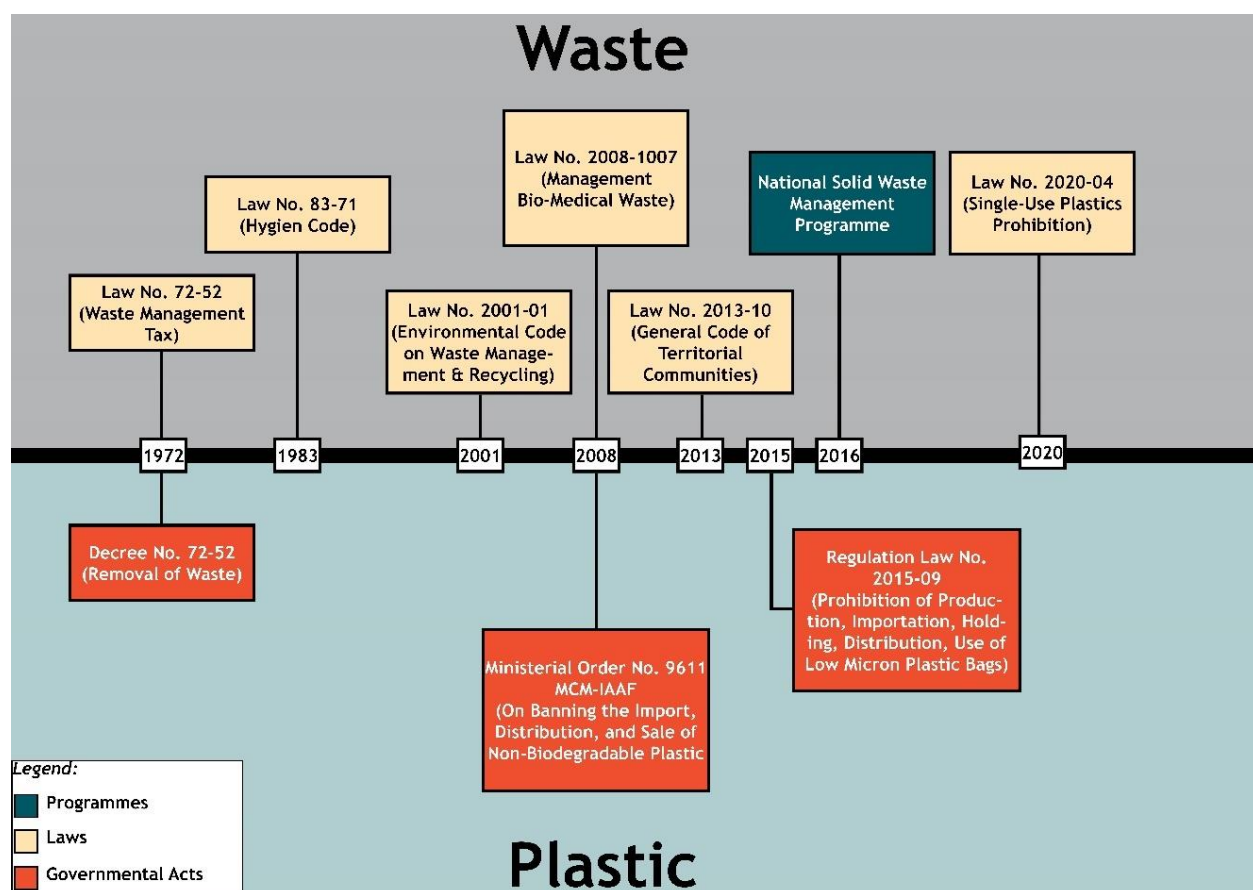 Waste
Law No. 2008-1007
(Management
Bio-Medical Waste)
National Solid Waste
Management
Programme
Law No. 2020-04
(Single-Use Plastics
Prohibition)
Law No. 83-71
(Hygien Code)
Law No. 72-52
(Waste Management
Tax)
Law No. 2001-01
(Environmental Code
on Waste Manage-
ment & Recycling)
Law No. 2013-10
(General Code of
Territorial
Communities)
1972
1983
2001
2008
2013
2015
2016
2020
Decree No. 72-52
(Removal of Waste)
Ministerial Order No. 9611
MCM-IAAF
(On Banning the Import,
Distribution, and Sale of
Non-Biodegradable Plastic
Regulation Law No.
2015-09
(Prohibition of Produc-
tion, Importation, Hold-
ing, Distribution, Use of
Low Micron Plastic Bags)
Legend:
Programmes
Laws
Governmental Acts
Plastic